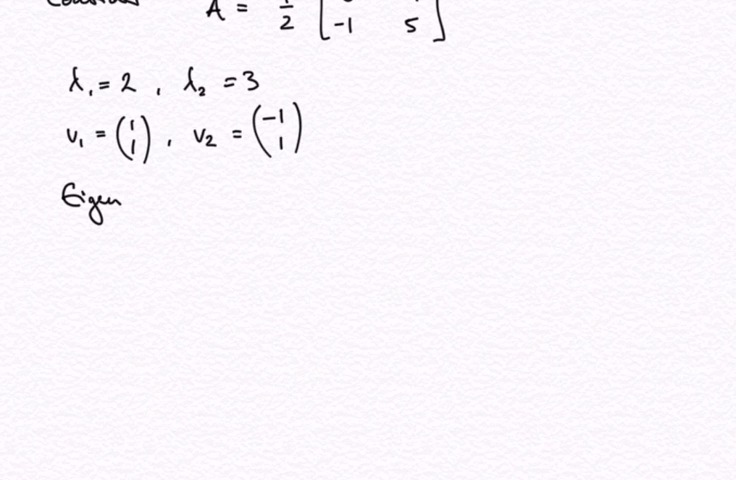 A = 1/2 [ -1 5 ]
λ₁ = 2 , λ₂ = 3
v₁ = (1 1) , v₂ = (-1 1)
Eigen